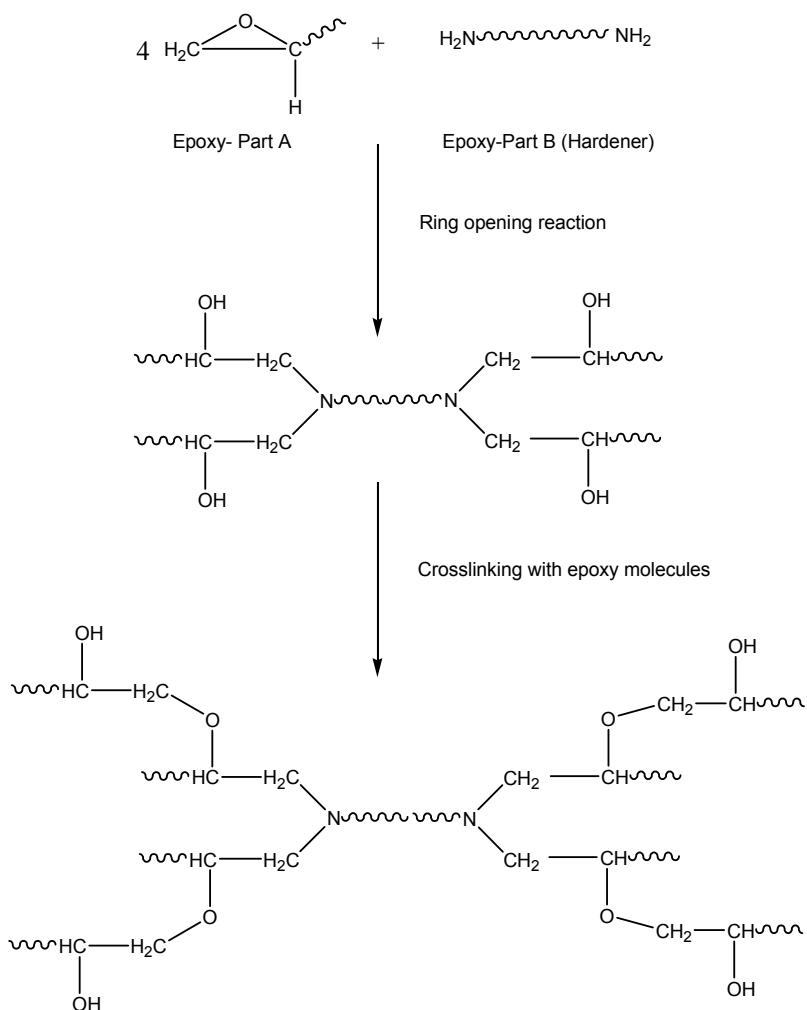 O
4 H₂C C + H₂N NH₂
H
Epoxy- Part A Epoxy-Part B (Hardener)
Ring opening reaction
OH OH
HC H₂C CH₂ CH
N N
HC H₂C CH₂ CH
OH OH
Crosslinking with epoxy molecules
OH OH
HC H₂C O O CH₂ CH
HC H₂C CH₂ CH
N N
HC H₂C CH₂ CH
O O
HC H₂C CH₂ CH
OH OH